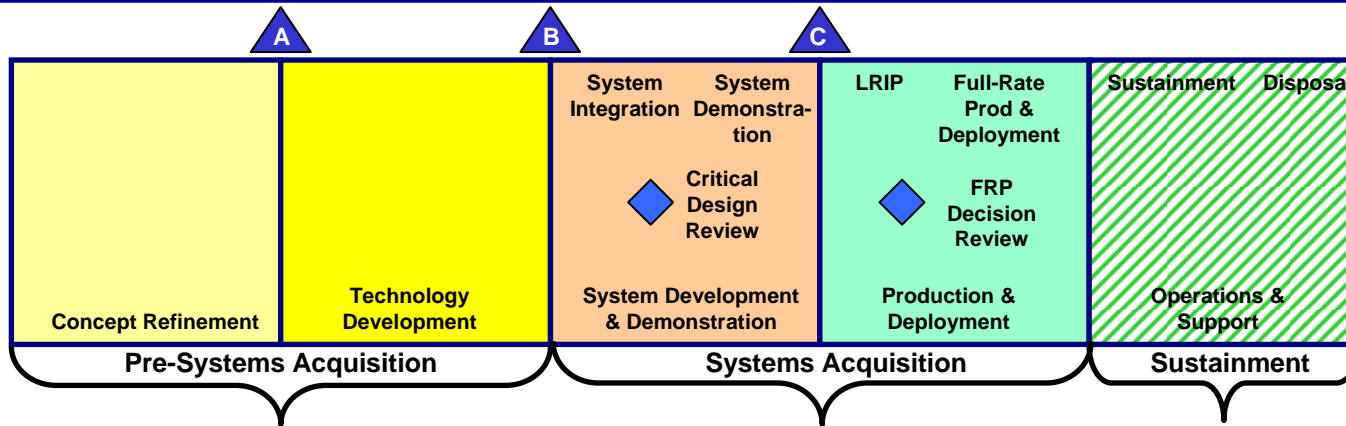 A
B
C
System
Integration
System
Demonstra-
tion
LRIP
Full-Rate
Prod &
Deployment
Sustainment
Disposa
Critical
Design
Review
FRP
Decision
Review
Concept Refinement
Technology
Development
System Development
& Demonstration
Production &
Deployment
Operations &
Support
Pre-Systems Acquisition
Systems Acquisition
Sustainment